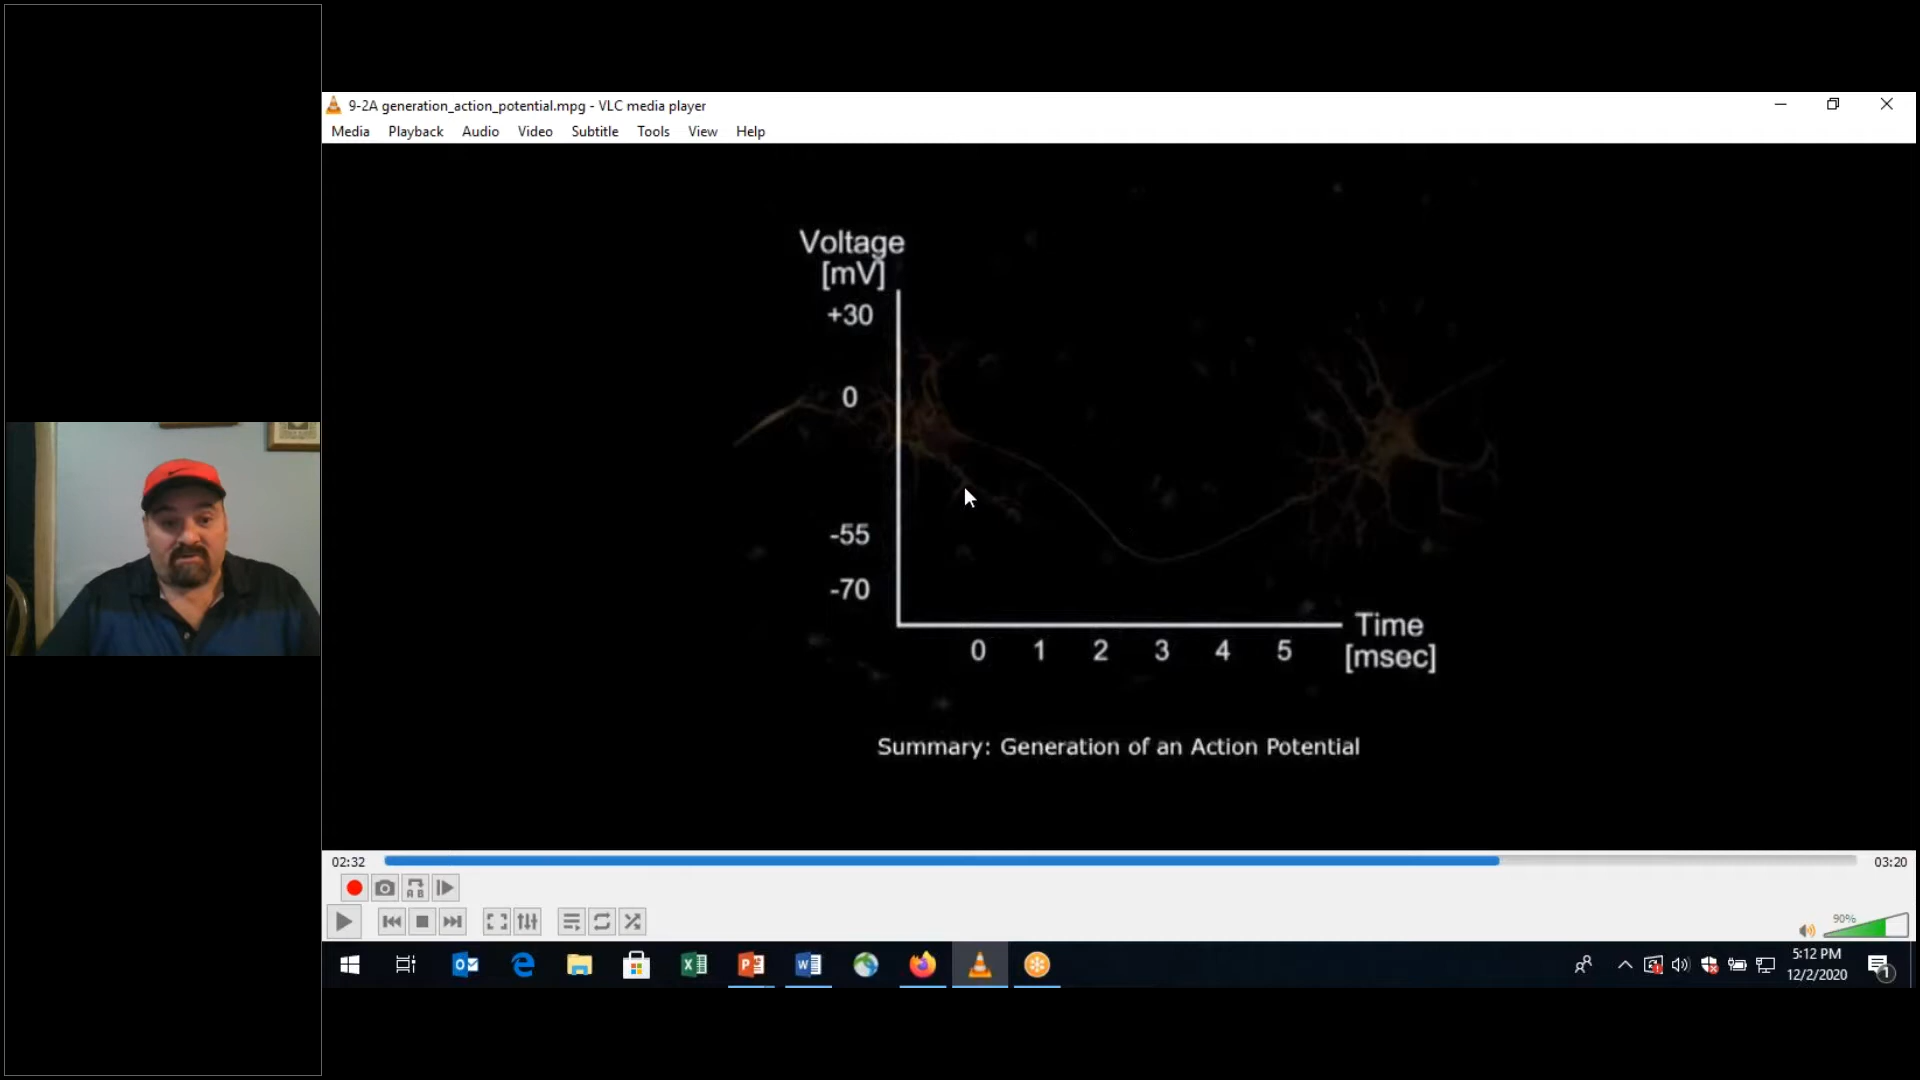 9-2A generation_action_potential.mpg - VLC media player
Media Playback Audio Video Subtitle Tools View Help
Voltage
[mV]
+30
0
-55
-70
0 1 2 3 4 5
Time
[msec]
Summary: Generation of an Action Potential
02:32
03:20
90%
5:12 PM
12/2/2020
1